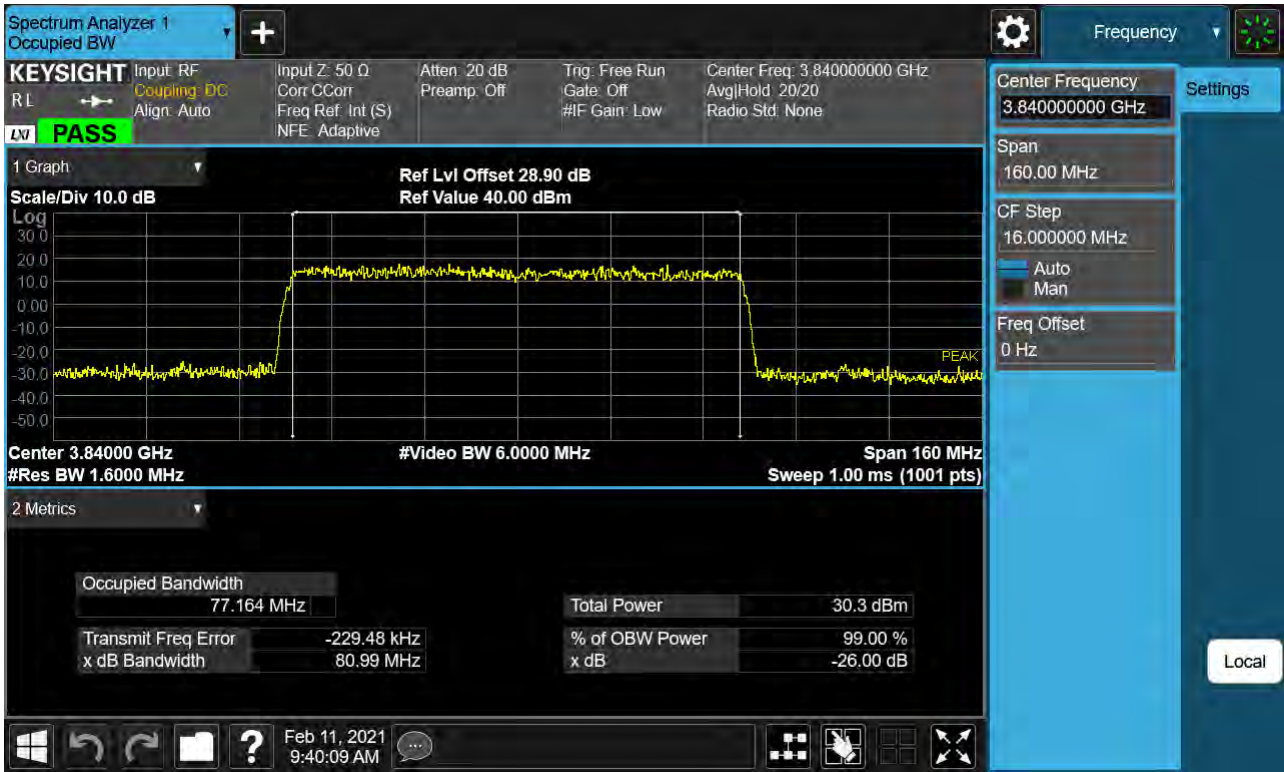 Spectrum Analyzer 1
Occupied BW
+
Frequency
KEYSIGHT
R L
LXI
PASS
Input: RF
Coupling: DC
Align: Auto
Input Z: 50 Ω
Corr CCorr
Freq Ref: Int (S)
NFE: Adaptive
Atten: 20 dB
Preamp: Off
Trig: Free Run
Gate: Off
#IF Gain: Low
Center Freq: 3.840000000 GHz
Avg|Hold: 20/20
Radio Std: None
Center Frequency
3.840000000 GHz
Settings
Span
160.00 MHz
CF Step
16.000000 MHz
Auto
Man
Freq Offset
0 Hz
1 Graph
Scale/Div 10.0 dB
Ref Lvl Offset 28.90 dB
Ref Value 40.00 dBm
Log
30.0
20.0
10.0
0.00
-10.0
-20.0
-30.0
-40.0
-50.0
PEAK
Center 3.84000 GHz
#Video BW 6.0000 MHz
Span 160 MHz
#Res BW 1.6000 MHz
Sweep 1.00 ms (1001 pts)
2 Metrics
Occupied Bandwidth
77.164 MHz
Total Power 30.3 dBm
Transmit Freq Error -229.48 kHz
% of OBW Power 99.00 %
x dB Bandwidth 80.99 MHz
x dB -26.00 dB
Local
?
Feb 11, 2021
9:40:09 AM